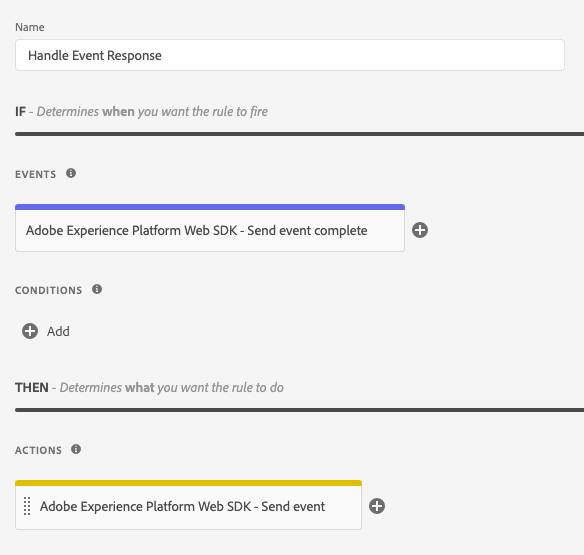 Name
Handle Event Response
IF - Determines when you want the rule to fire
EVENTS
Adobe Experience Platform Web SDK - Send event complete
CONDITIONS
Add
THEN - Determines what you want the rule to do
ACTIONS
Adobe Experience Platform Web SDK - Send event